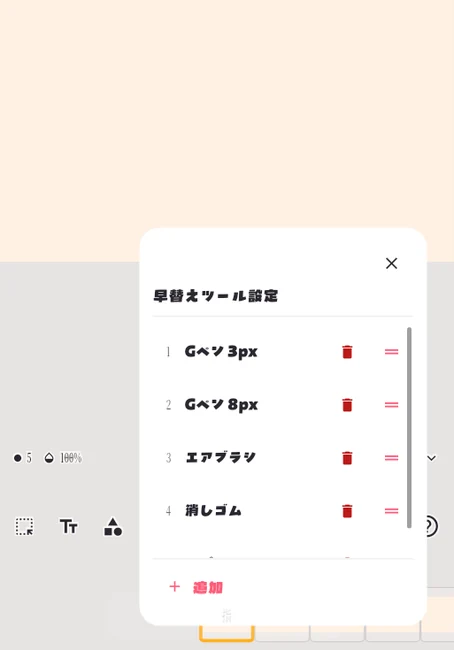 早替えツール設定
1 Gペン 3px
2 Gペン 8px
3 エアブラシ
4 消しゴム
5 100%
Tт
+ 追加